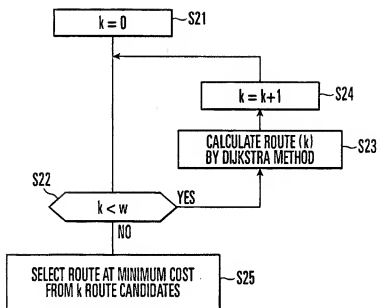 k = 0
S21
k = k+1
S24
CALCULATE ROUTE (k)
BY DIJKSTRA METHOD
S23
S22
k < w
YES
NO
SELECT ROUTE AT MINIMUM COST
FROM k ROUTE CANDIDATES
S25